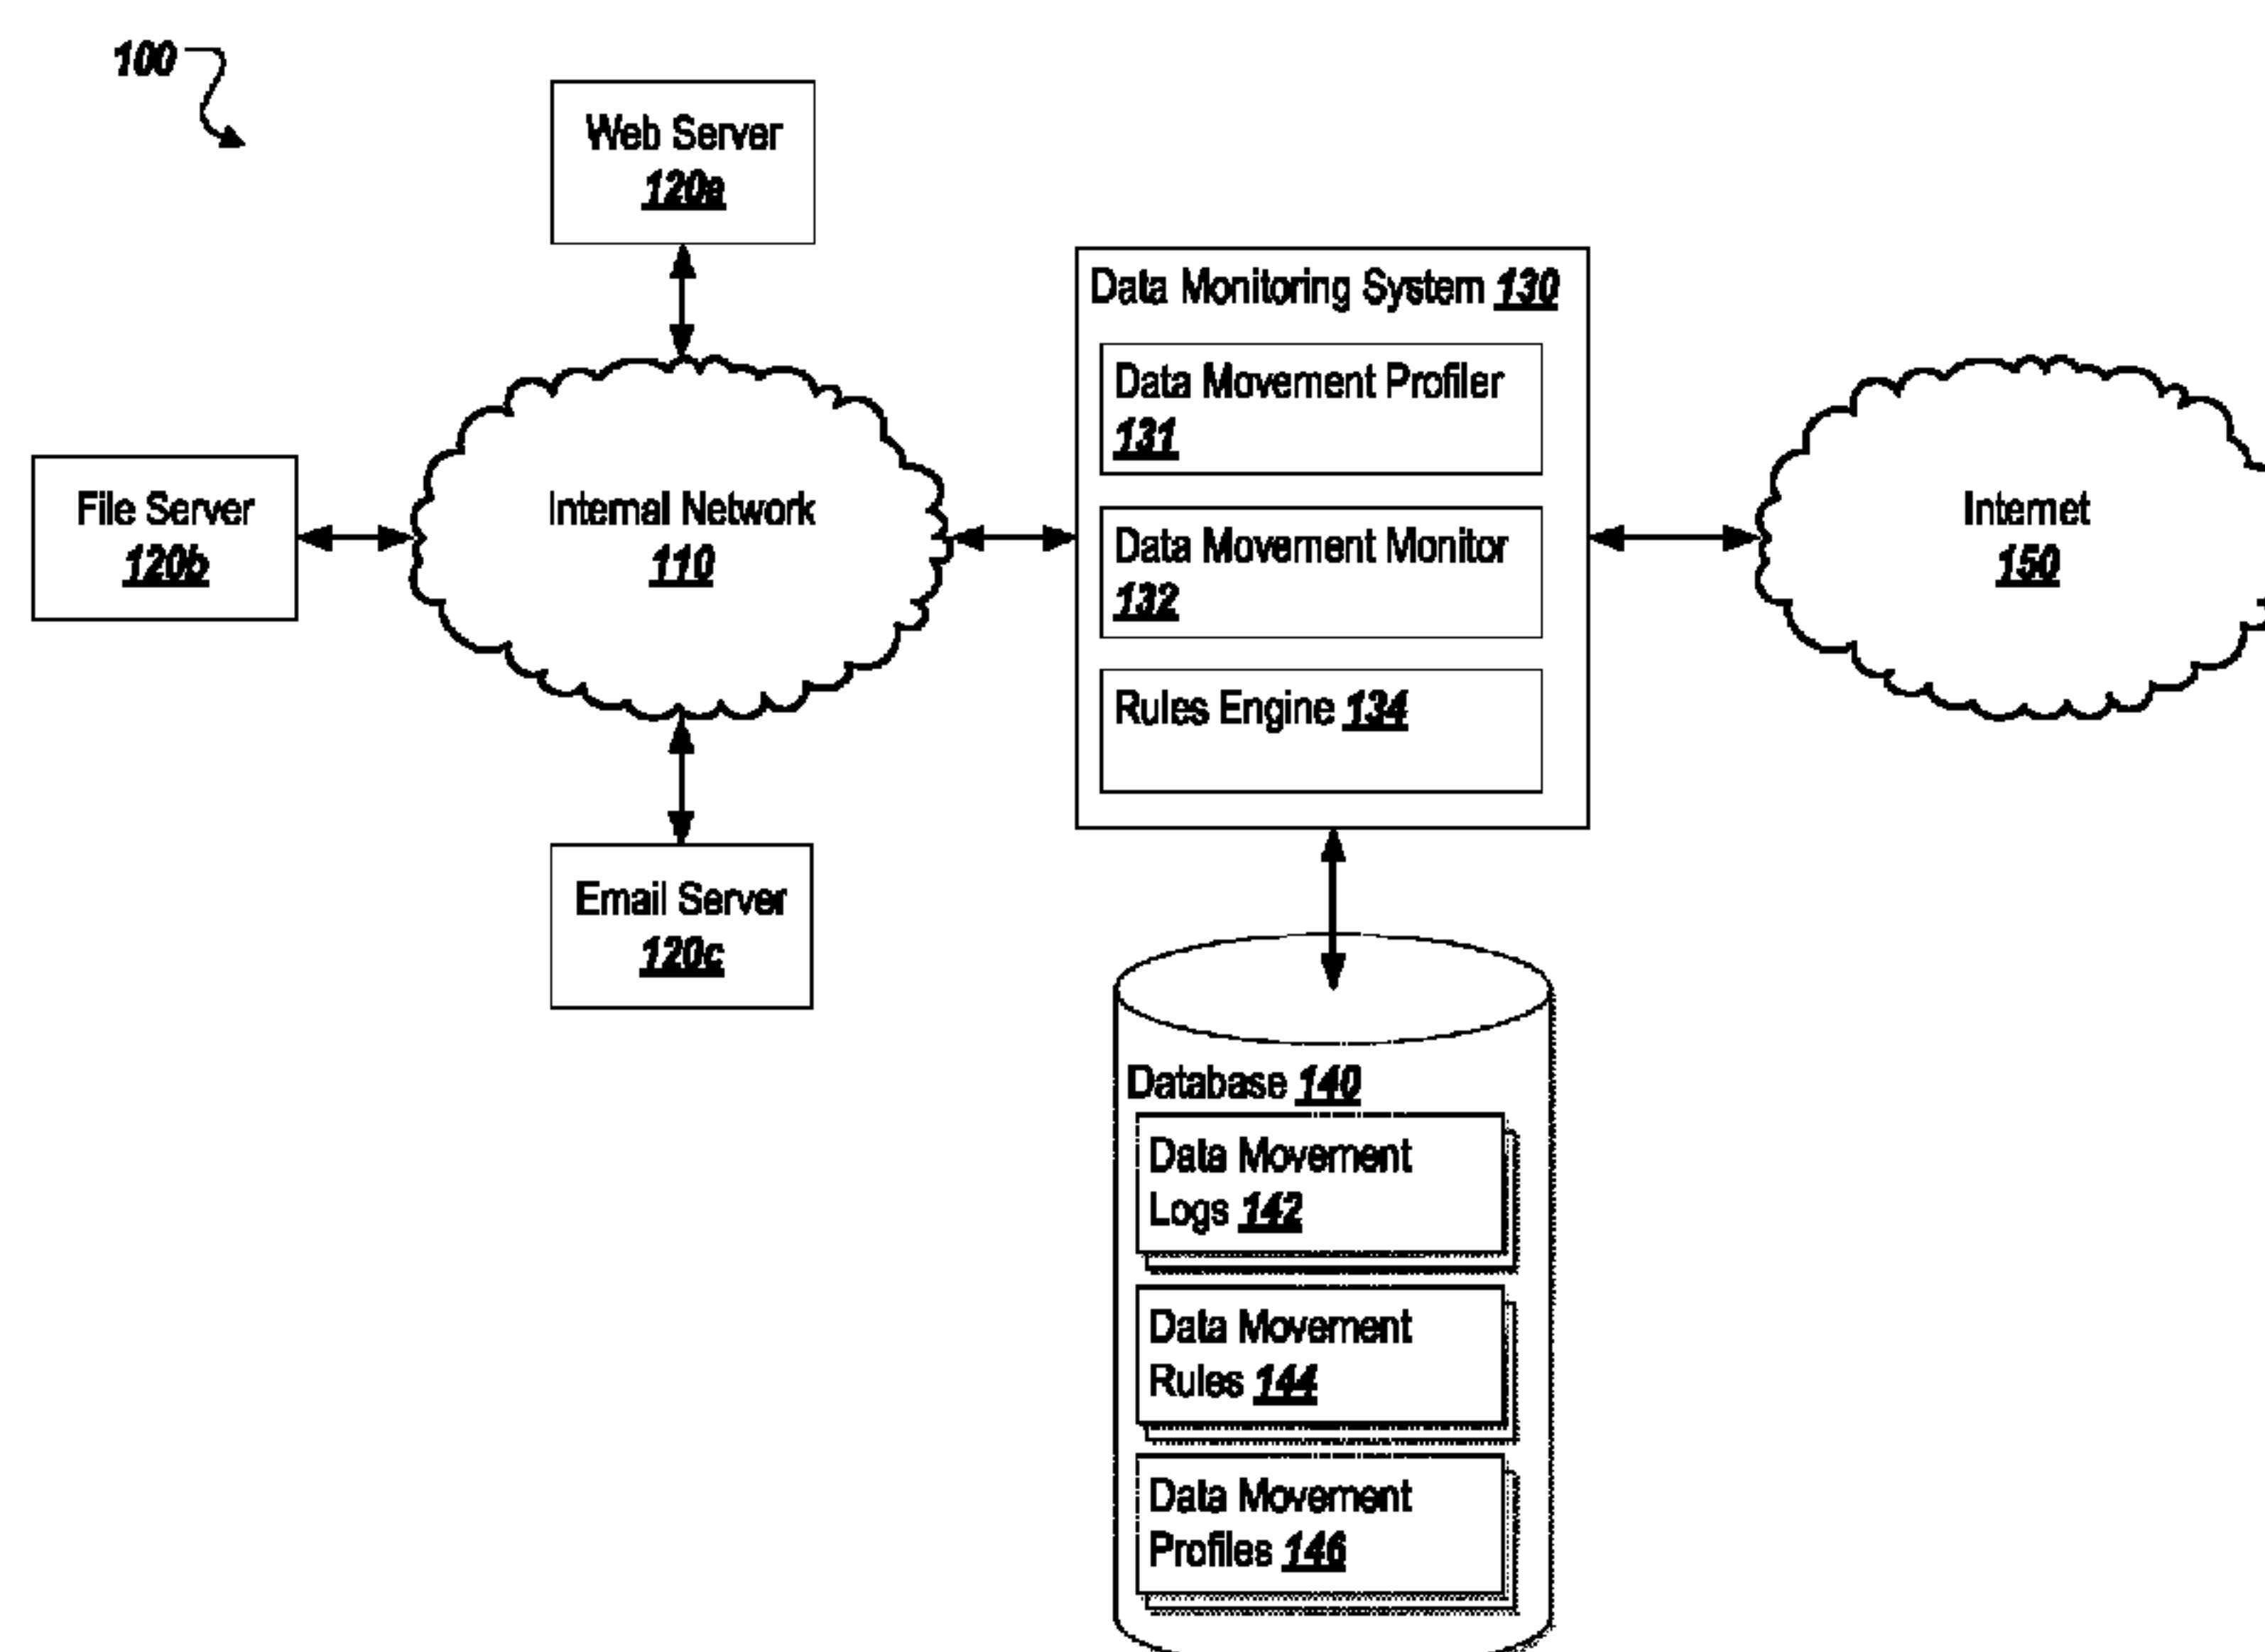 100
Web Server
120a
Data Monitoring System 130
Data Movement Profiler
131
File Server
120b
Internal Network
110
Data Movement Monitor
132
Internet
150
Rules Engine 134
Email Server
120c
Database 140
Data Movement
Logs 142
Data Movement
Rules 144
Data Movement
Profiles 146